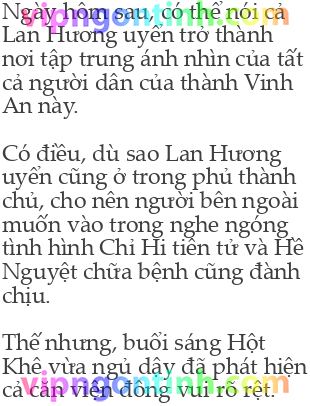 Ngày hôm sau, có thể nói cả
Lan Hương uyển trở thành
nơi tập trung ánh nhìn của tất
cả người dân của thành Vinh
An này.
Có điều, dù sao Lan Hương
uyển cũng ở trong phủ thành
chủ, cho nên người bên ngoài
muốn vào trong nghe ngóng
tình hình Chỉ Hi tiên tử và Hề
Nguyệt chữa bệnh cũng đành
chịu.
Thế nhưng, buổi sáng Hột
Khê vừa ngủ dậy đã phát hiện
cả căn viện đông vui rõ rệt.
vipngontinh.com
vipngontinh.com